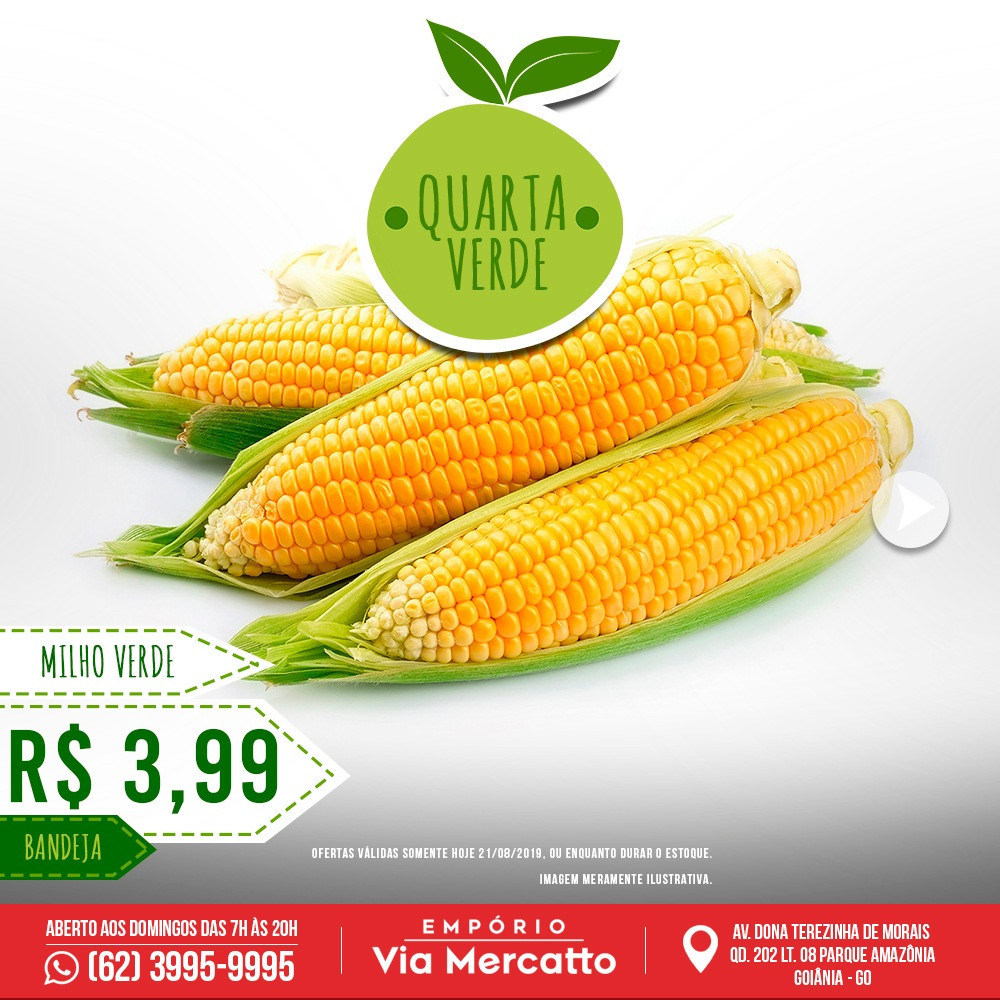 QUARTA
VERDE
MILHO VERDE
R$ 3,99
BANDEJA
OFERTAS VÁLIDAS SOMENTE HOJE 21/08/2019, OU ENQUANTO DURAR O ESTOQUE.
IMAGEM MERAMENTE ILUSTRATIVA.
ABERTO AOS DOMINGOS DAS 7H ÀS 20H
(62) 3995-9995
EMPÓRIO
Via Mercatto
AV. DONA TEREZINHA DE MORAIS
QD. 202 LT. 08 PARQUE AMAZÔNIA
GOIÂNIA - GO